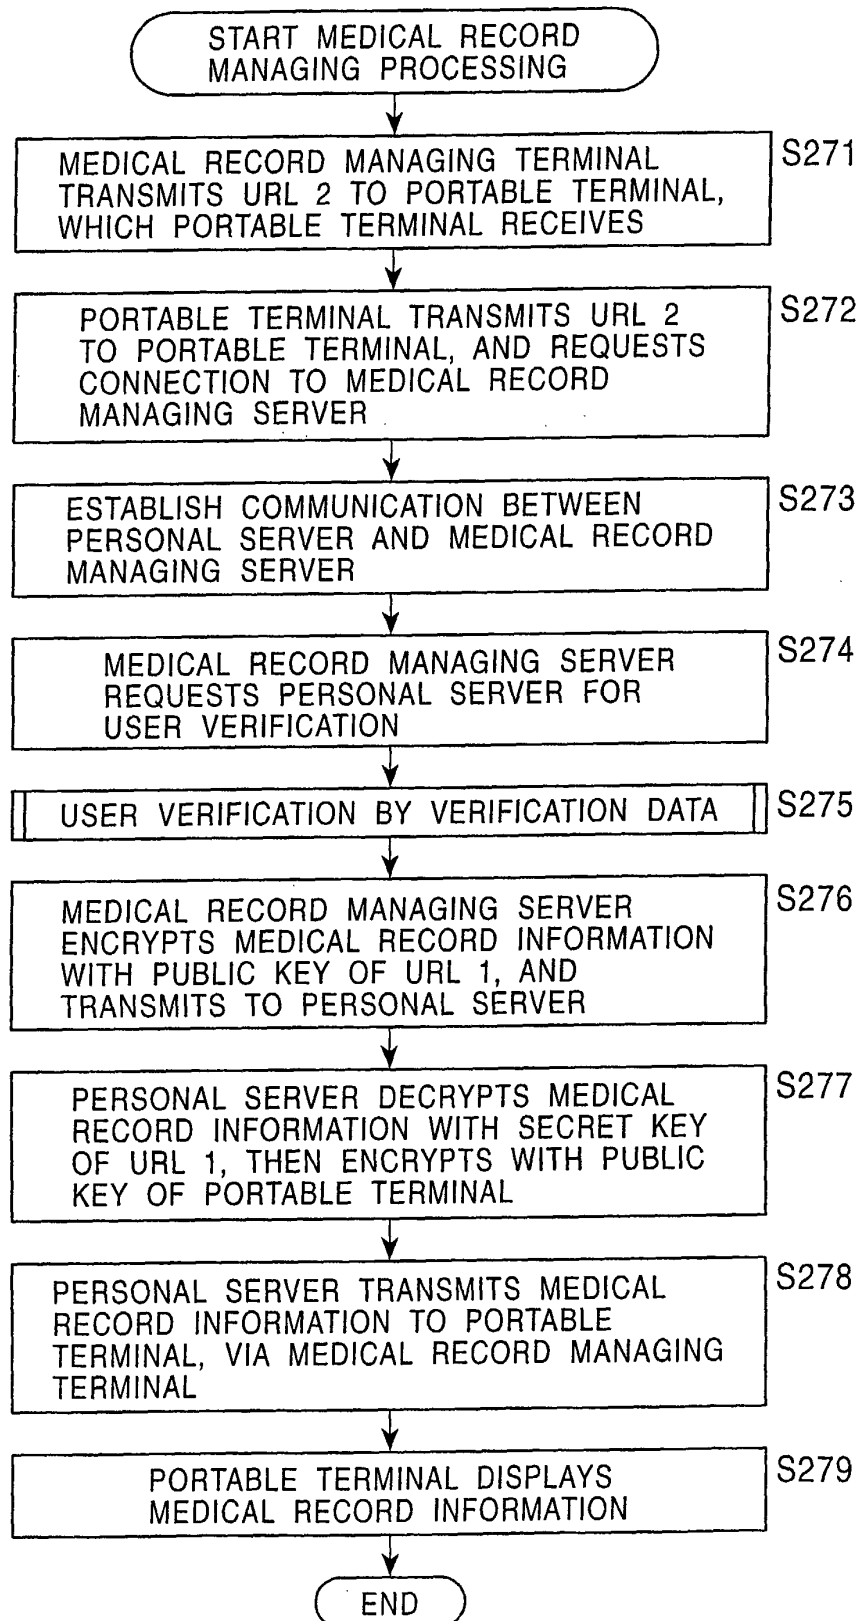 START MEDICAL RECORD
MANAGING PROCESSING
MEDICAL RECORD MANAGING TERMINAL
TRANSMITS URL 2 TO PORTABLE TERMINAL,
WHICH PORTABLE TERMINAL RECEIVES
S271
PORTABLE TERMINAL TRANSMITS URL 2
TO PORTABLE TERMINAL, AND REQUESTS
CONNECTION TO MEDICAL RECORD
MANAGING SERVER
S272
ESTABLISH COMMUNICATION BETWEEN
PERSONAL SERVER AND MEDICAL RECORD
MANAGING SERVER
S273
MEDICAL RECORD MANAGING SERVER
REQUESTS PERSONAL SERVER FOR
USER VERIFICATION
S274
USER VERIFICATION BY VERIFICATION DATA
S275
MEDICAL RECORD MANAGING SERVER
ENCRYPTS MEDICAL RECORD INFORMATION
WITH PUBLIC KEY OF URL 1, AND
TRANSMITS TO PERSONAL SERVER
S276
PERSONAL SERVER DECRYPTS MEDICAL
RECORD INFORMATION WITH SECRET KEY
OF URL 1, THEN ENCRYPTS WITH PUBLIC
KEY OF PORTABLE TERMINAL
S277
PERSONAL SERVER TRANSMITS MEDICAL
RECORD INFORMATION TO PORTABLE
TERMINAL, VIA MEDICAL RECORD MANAGING
TERMINAL
S278
PORTABLE TERMINAL DISPLAYS
MEDICAL RECORD INFORMATION
S279
END